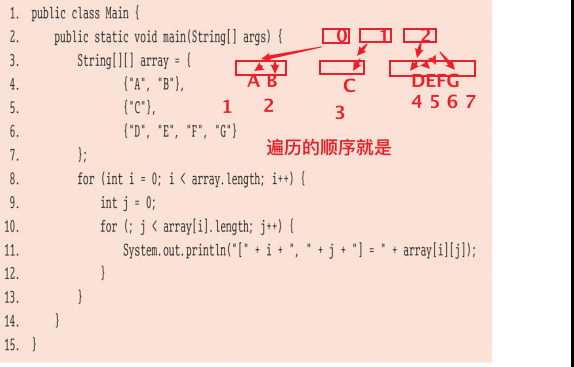 1. public class Main {
2. public static void main(String[] args) {
3. String[][] array = {
4. {"A", "B"},
5. {"C"},
6. {"D", "E", "F", "G"}
7. };
8. for (int i = 0; i < array.length; i++) {
9. int j = 0;
10. for (; j < array[i].length; j++) {
11. System.out.println("[" + i + ", " + j + "] = " + array[i][j]);
12. }
13. }
14. }
15. }
0 1 2
A B C DEFG
1 2 3 4 5 6 7
遍历的顺序就是